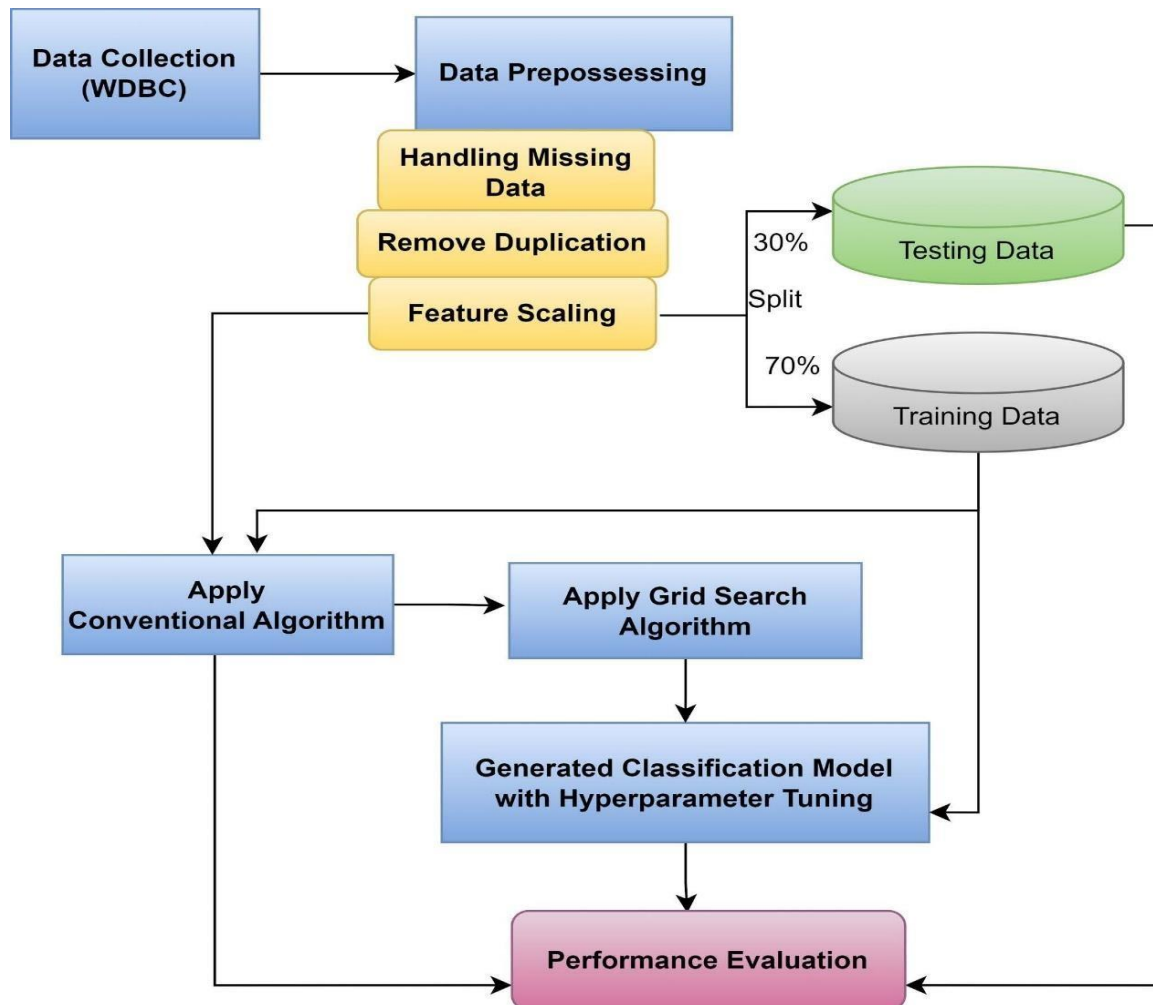 Data Collection
(WDBC)
Data Prepossessing
Handling Missing
Data
Remove Duplication
Feature Scaling
30%
Split
70%
Testing Data
Training Data
Apply
Conventional Algorithm
Apply Grid Search
Algorithm
Generated Classification Model
with Hyperparameter Tuning
Performance Evaluation